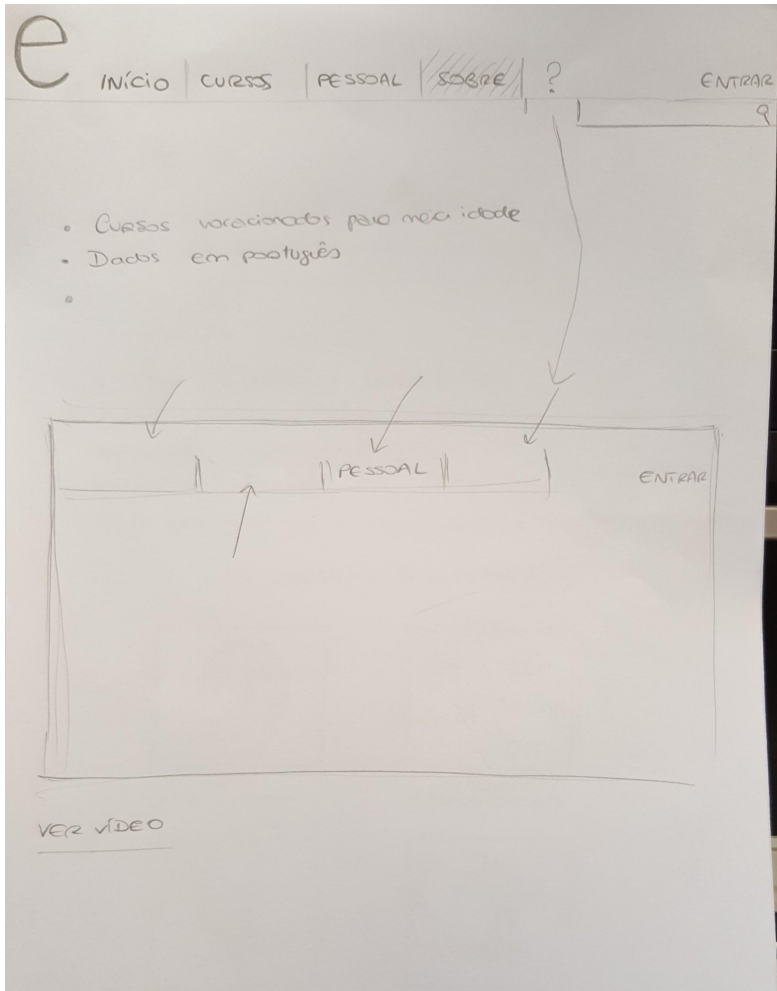 e
INÍCIO | CURSOS | PESSOAL | SOBRE | ? ENTRAR
• Cursos vocacionados para meia idade
• Dados em português
•
PESSOAL ENTRAR
VER VÍDEO